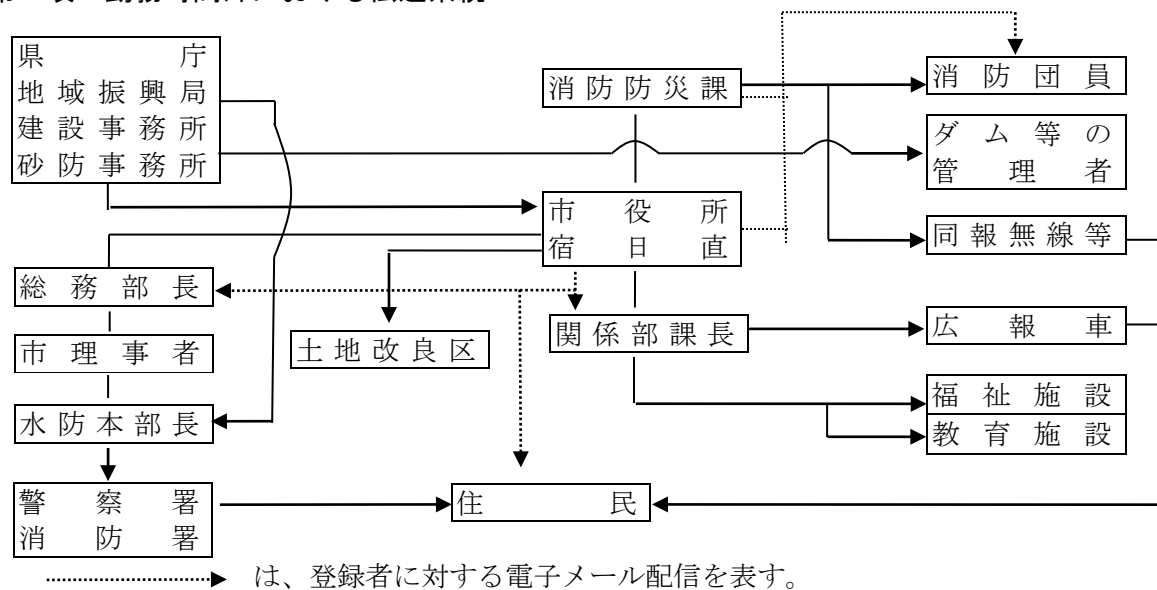 県庁
地域振興局
建設事務所
砂防事務所
消防防災課
消防団員
ダム等の
管理者
市役所
宿日直
同報無線等
総務部長
土地改良区
関係部課長
広報車
市理事者
水防本部長
福祉施設
教育施設
警察署
消防署
住民
は、登録者に対する電子メール配信を表す。